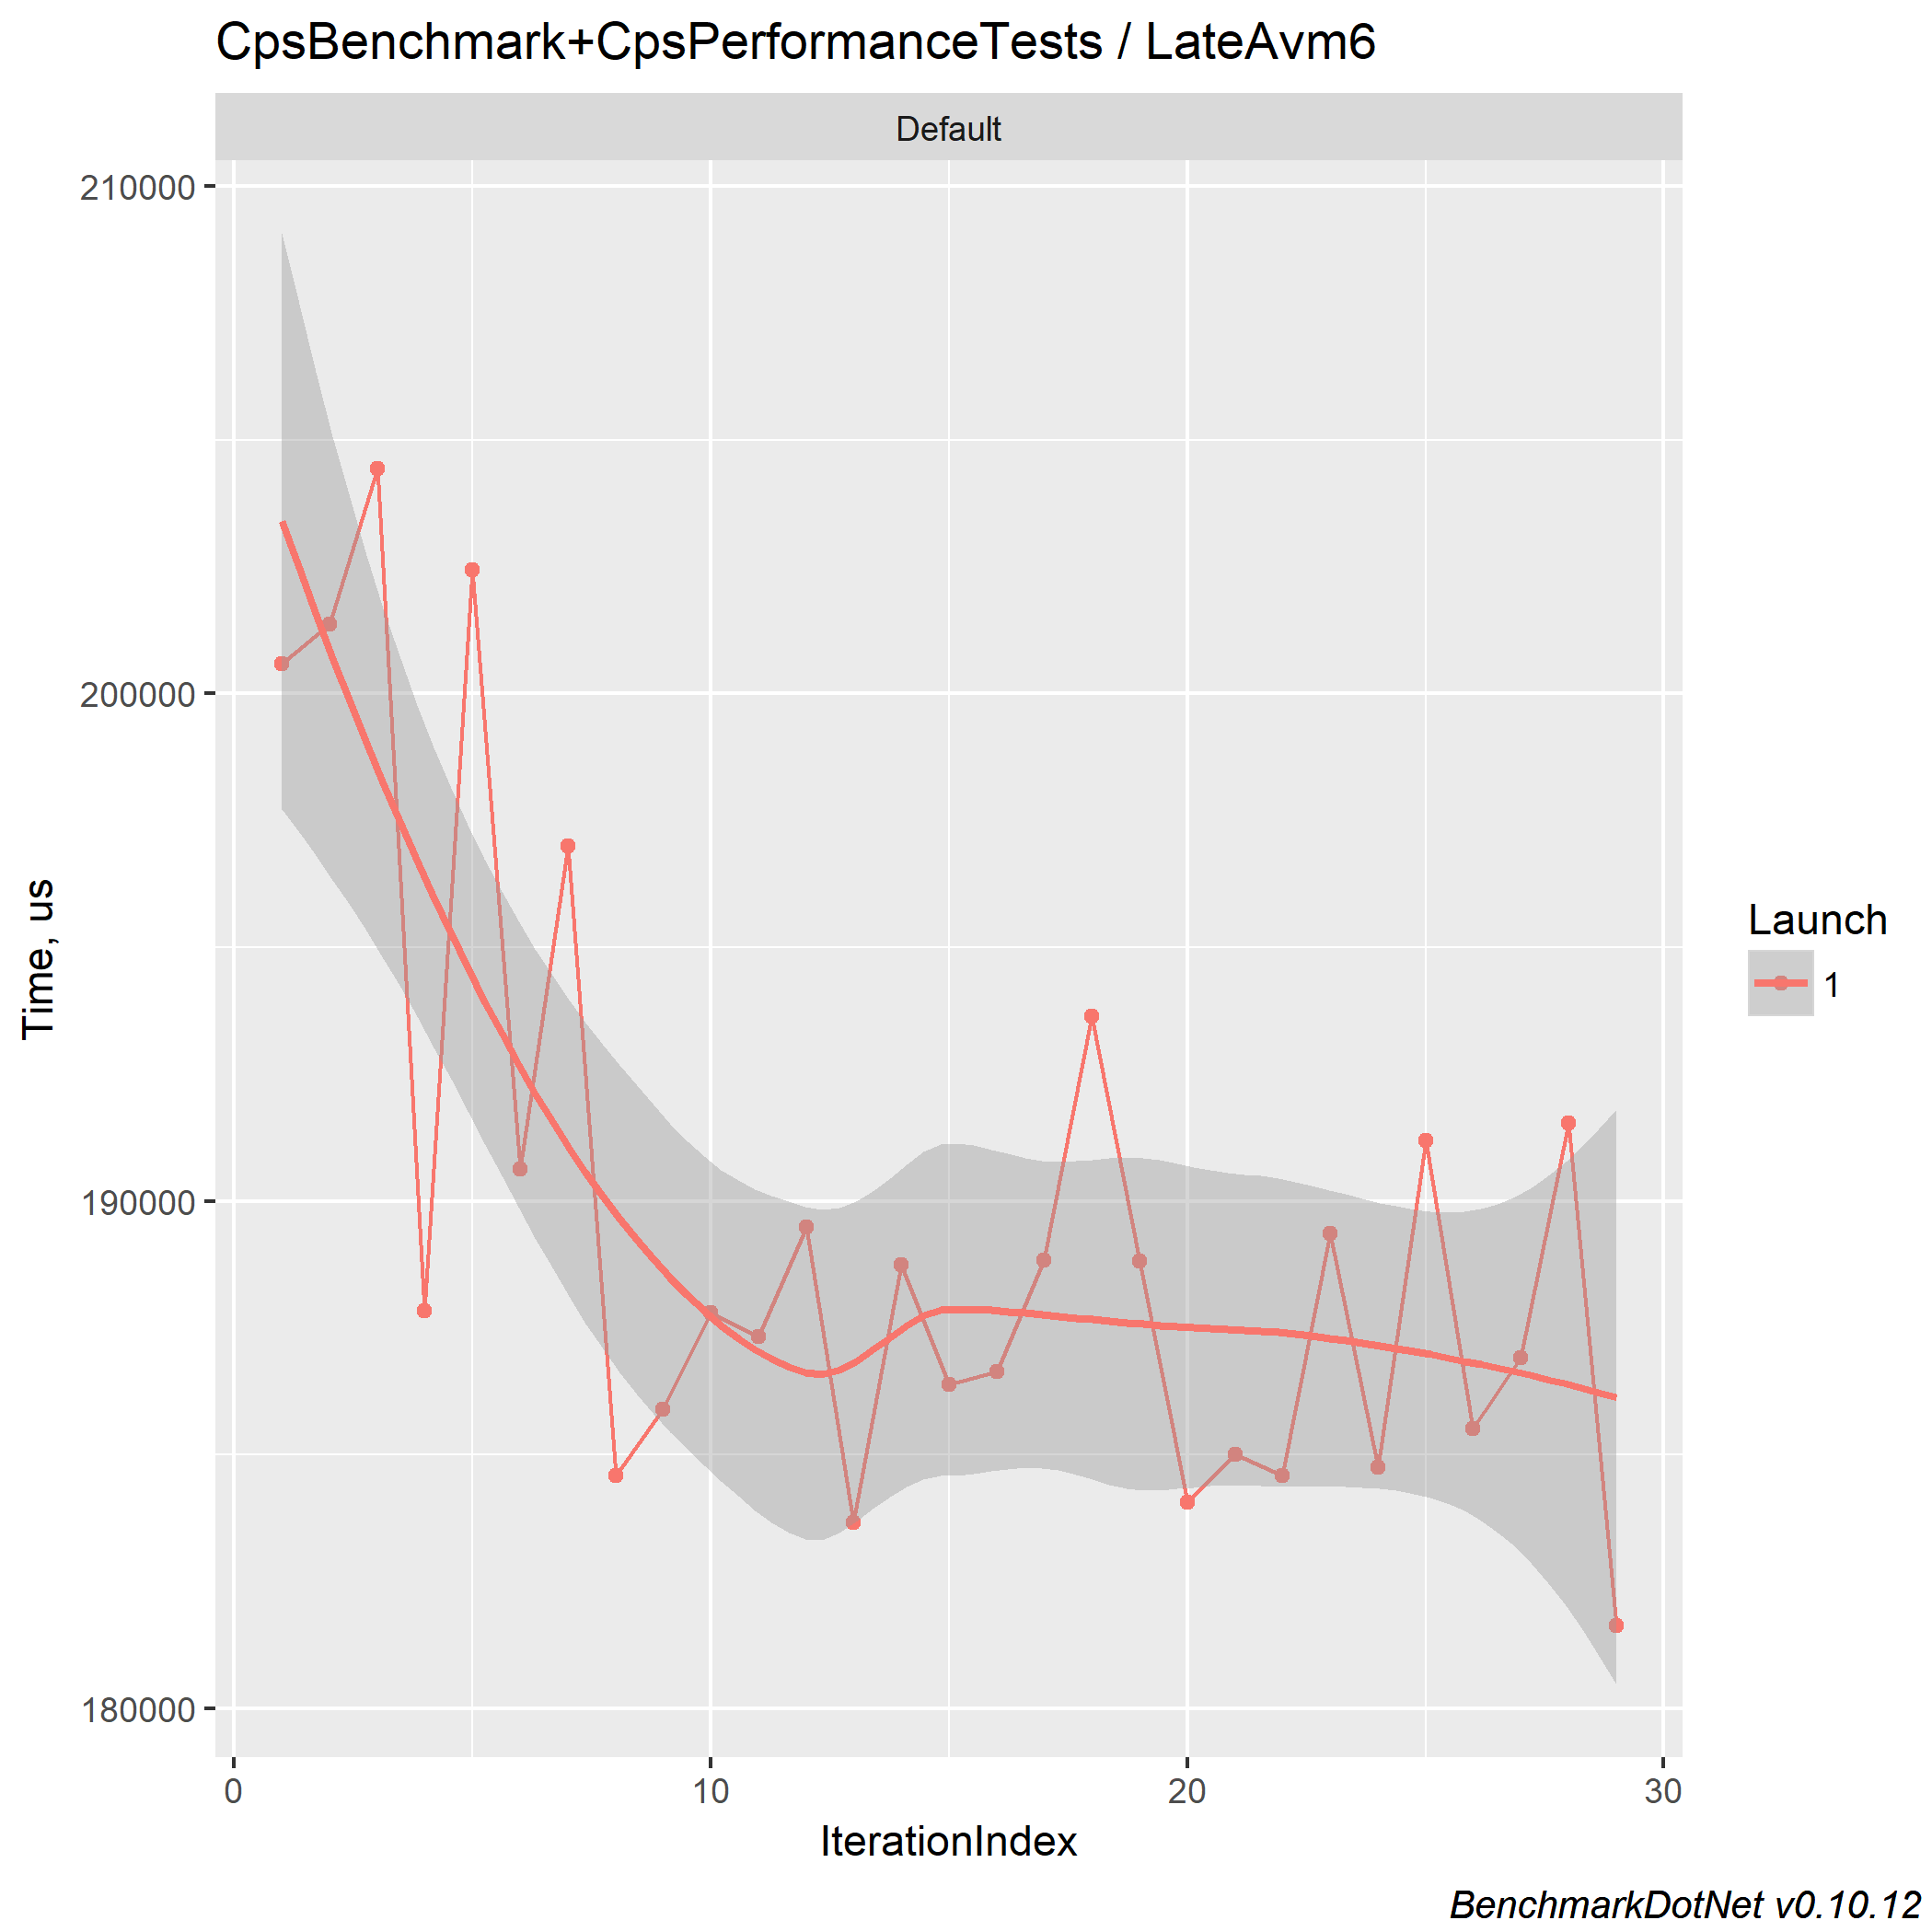 CpsBenchmark+CpsPerformanceTests / LateAvm6
Default
210000
200000
190000
180000
Time, us
0 10 20 30
IterationIndex
Launch
1
BenchmarkDotNet v0.10.12